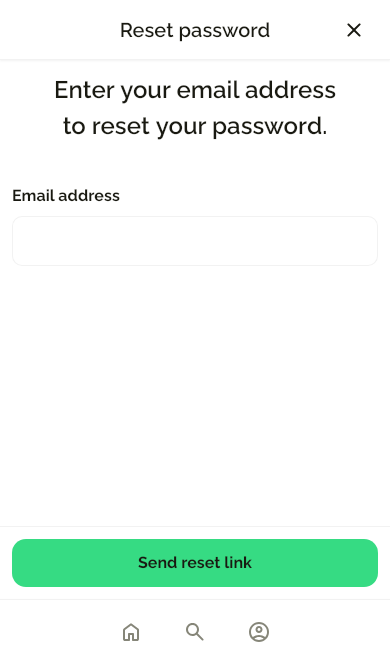 Reset password
Enter your email address
to reset your password.
Email address
Send reset link